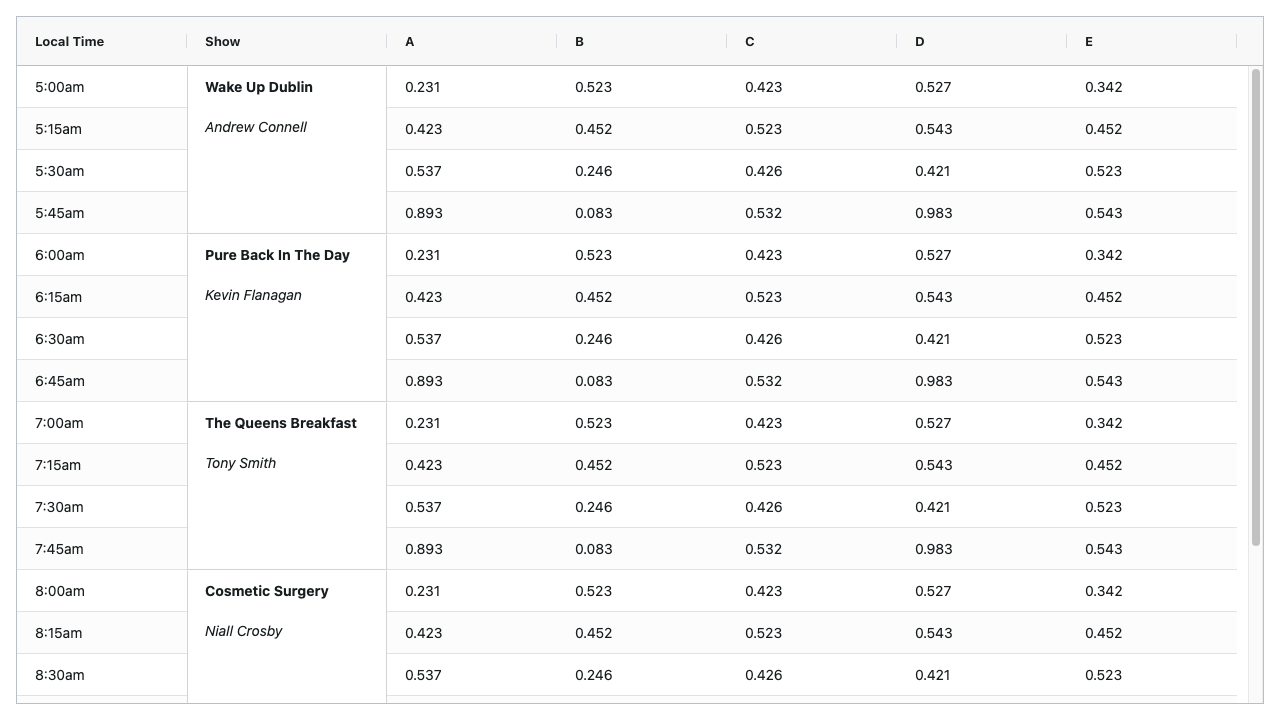 Local Time Show A B C D E
5:00am Wake Up Dublin 0.231 0.523 0.423 0.527 0.342
Andrew Connell
5:15am 0.423 0.452 0.523 0.543 0.452
5:30am 0.537 0.246 0.426 0.421 0.523
5:45am 0.893 0.083 0.532 0.983 0.543
6:00am Pure Back In The Day 0.231 0.523 0.423 0.527 0.342
Kevin Flanagan
6:15am 0.423 0.452 0.523 0.543 0.452
6:30am 0.537 0.246 0.426 0.421 0.523
6:45am 0.893 0.083 0.532 0.983 0.543
7:00am The Queens Breakfast 0.231 0.523 0.423 0.527 0.342
Tony Smith
7:15am 0.423 0.452 0.523 0.543 0.452
7:30am 0.537 0.246 0.426 0.421 0.523
7:45am 0.893 0.083 0.532 0.983 0.543
8:00am Cosmetic Surgery 0.231 0.523 0.423 0.527 0.342
Niall Crosby
8:15am 0.423 0.452 0.523 0.543 0.452
8:30am 0.537 0.246 0.426 0.421 0.523